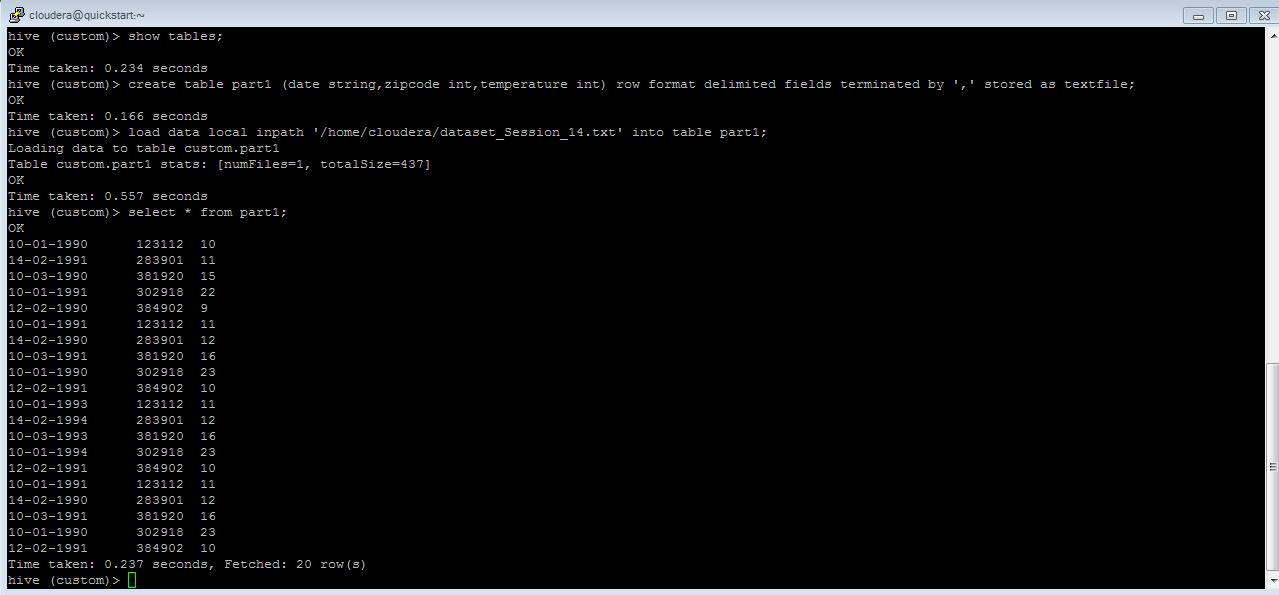 cloudera@quickstart:~
hive (custom)> show tables;
OK
Time taken: 0.234 seconds
hive (custom)> create table part1 (date string,zipcode int,temperature int) row format delimited fields terminated by ',' stored as textfile;
OK
Time taken: 0.166 seconds
hive (custom)> load data local inpath '/home/cloudera/dataset_Session_14.txt' into table part1;
Loading data to table custom.part1
Table custom.part1 stats: [numFiles=1, totalSize=437]
OK
Time taken: 0.557 seconds
hive (custom)> select * from part1;
OK
10-01-1990 123112 10
14-02-1991 283901 11
10-03-1990 381920 15
10-01-1991 302918 22
12-02-1990 384902 9
10-01-1991 123112 11
14-02-1990 283901 12
10-03-1991 381920 16
10-01-1990 302918 23
12-02-1991 384902 10
10-01-1993 123112 11
14-02-1994 283901 12
10-03-1993 381920 16
10-01-1994 302918 23
12-02-1991 384902 10
10-01-1991 123112 11
14-02-1990 283901 12
10-03-1991 381920 16
10-01-1990 302918 23
12-02-1991 384902 10
Time taken: 0.237 seconds, Fetched: 20 row(s)
hive (custom)>